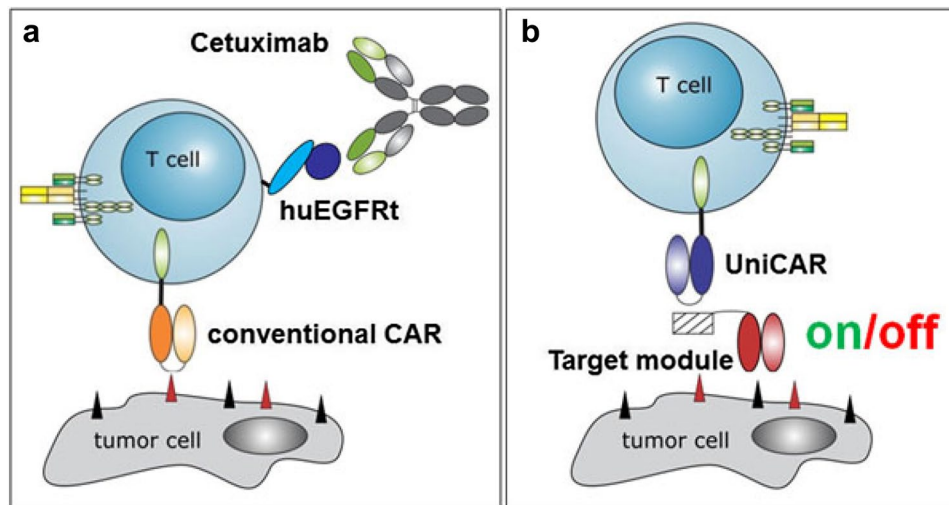 a
Cetuximab
T cell
huEGFRt
conventional CAR
tumor cell
b
T cell
UniCAR
on/off
Target module
tumor cell